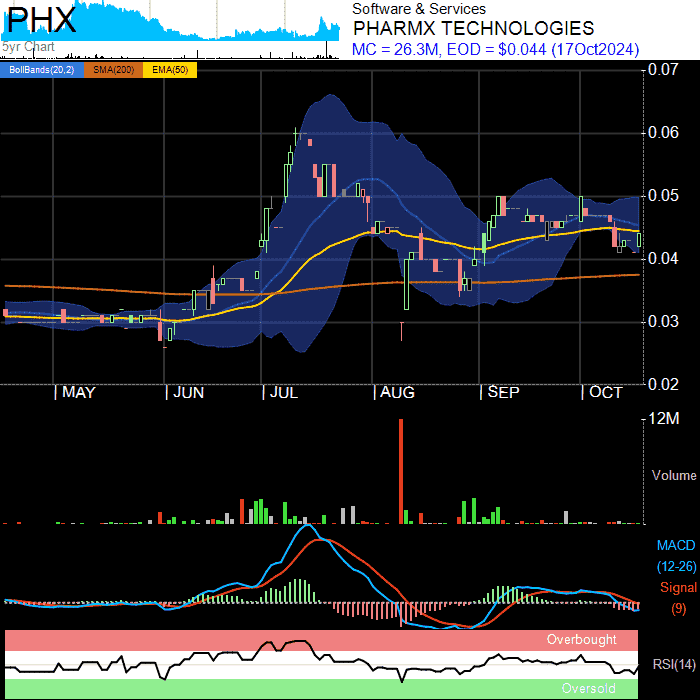 PHX
5yr Chart
Software & Services
PHARMX TECHNOLOGIES
MC = 26.3M, EOD = $0.044 (17Oct2024)
BollBands(20,2) SMA(200) EMA(50)
0.07
0.06
0.05
0.04
0.03
0.02
MAY JUN JUL AUG SEP OCT
12M
Volume
MACD
(12-26)
Signal
(9)
Overbought
RSI(14)
Oversold